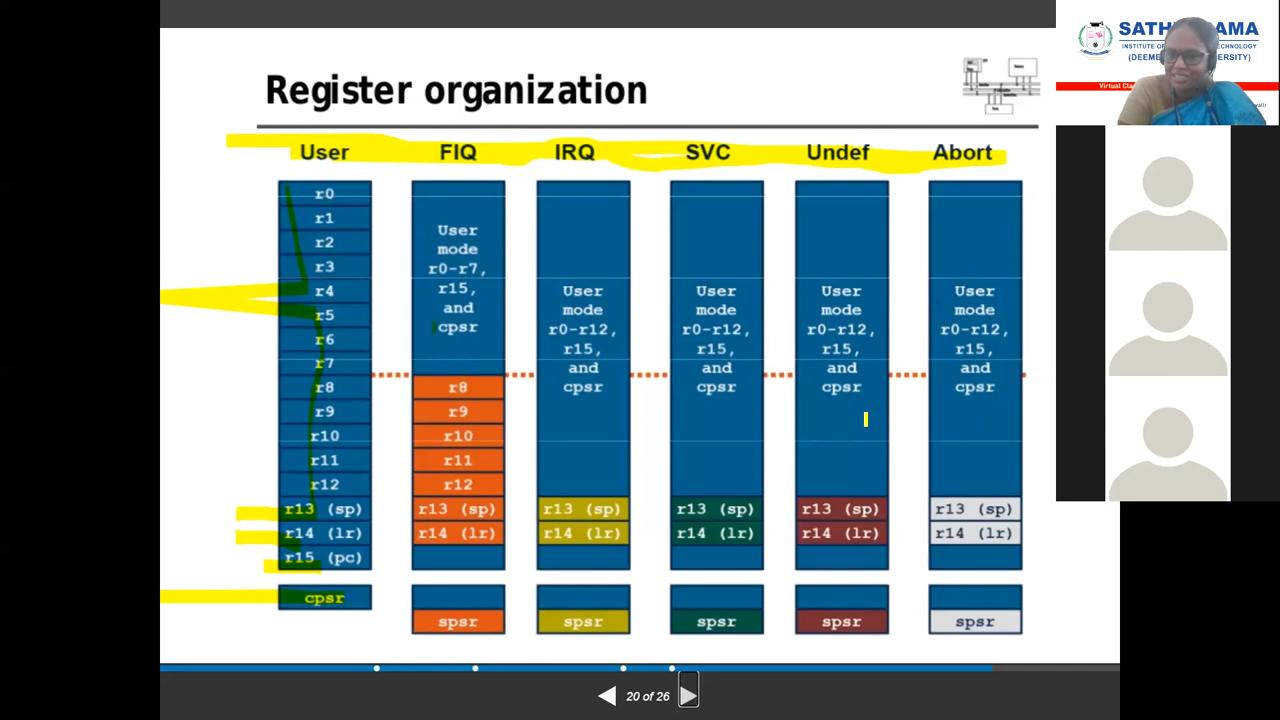 Register organization
User FIQ IRQ SVC Undef Abort
r0
r1
r2
r3
r4
r5
r6
r7
r8
r9
r10
r11
r12
r13 (sp)
r14 (lr)
r15 (pc)
cpsr
User
mode
r0-r7,
r15,
and
cpsr
r8
r9
r10
r11
r12
r13 (sp)
r14 (lr)
spsr
User
mode
r0-r12,
r15,
and
cpsr
r13 (sp)
r14 (lr)
spsr
User
mode
r0-r12,
r15,
and
cpsr
r13 (sp)
r14 (lr)
spsr
User
mode
r0-r12,
r15,
and
cpsr
r13 (sp)
r14 (lr)
spsr
User
mode
r0-r12,
r15,
and
cpsr
r13 (sp)
r14 (lr)
spsr
20 of 26
INSTITUTE OF
(DEEME
Virtual Cla